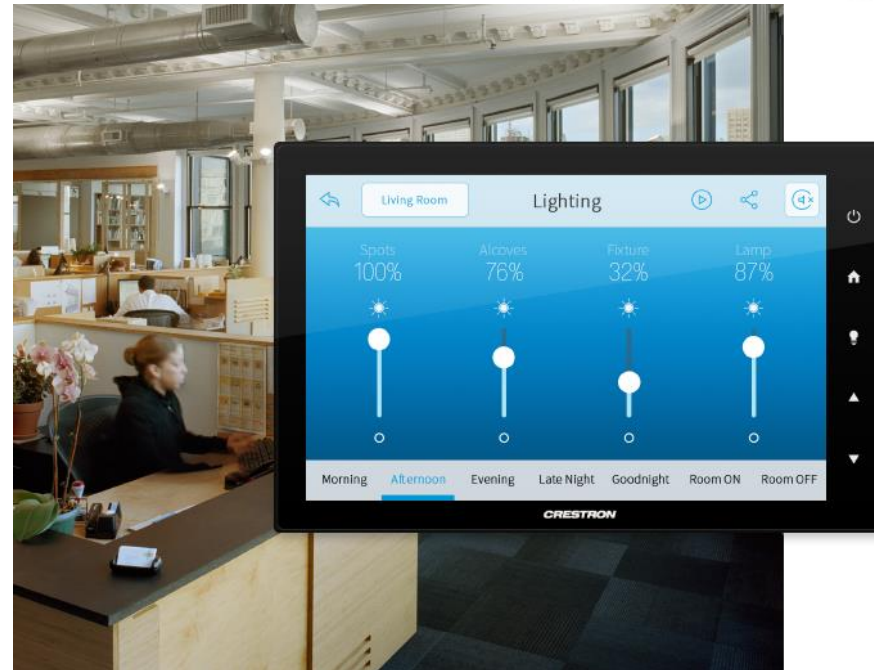 Living Room
Lighting
Spots Alcoves Fixture Lamp
100% 76% 32% 87%
Morning Afternoon Evening Late Night Goodnight Room ON Room OFF
CRESTRON